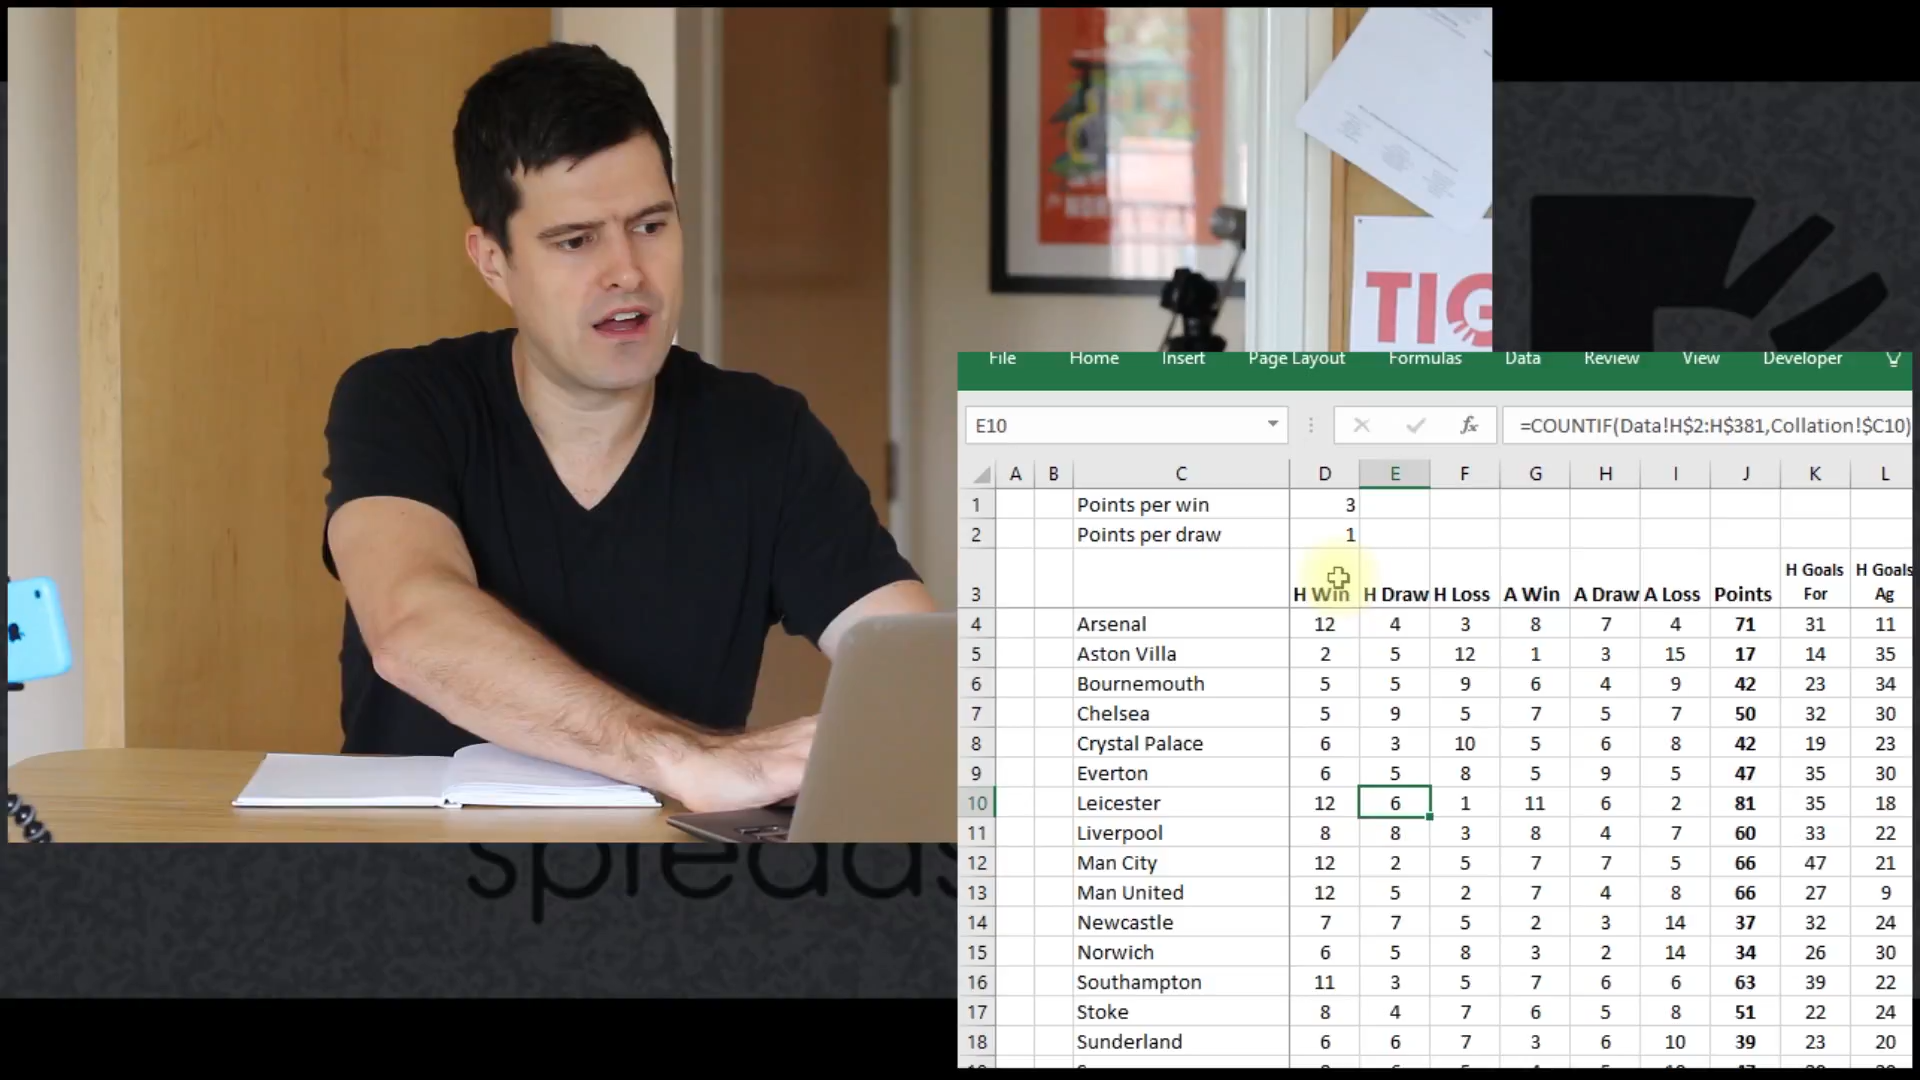 TIG
File Home Insert Page Layout Formulas Data Review View Developer
E10 fx =COUNTIF(Data!H$2:H$381,Collation!$C10)
A B C D E F G H I J K L
1 Points per win 3
2 Points per draw 1
3 H Win H Draw H Loss A Win A Draw A Loss Points H Goals For H Goals Ag
4 Arsenal 12 4 3 8 7 4 71 31 11
5 Aston Villa 2 5 12 1 3 15 17 14 35
6 Bournemouth 5 5 9 6 4 9 42 23 34
7 Chelsea 5 9 5 7 5 7 50 32 30
8 Crystal Palace 6 3 10 5 6 8 42 19 23
9 Everton 6 5 8 5 9 5 47 35 30
10 Leicester 12 6 1 11 6 2 81 35 18
11 Liverpool 8 8 3 8 4 7 60 33 22
12 Man City 12 2 5 7 7 5 66 47 21
13 Man United 12 5 2 7 4 8 66 27 9
14 Newcastle 7 7 5 2 3 14 37 32 24
15 Norwich 6 5 8 3 2 14 34 26 30
16 Southampton 11 3 5 7 6 6 63 39 22
17 Stoke 8 4 7 6 5 8 51 22 24
18 Sunderland 6 6 7 3 6 10 39 23 20
spreads